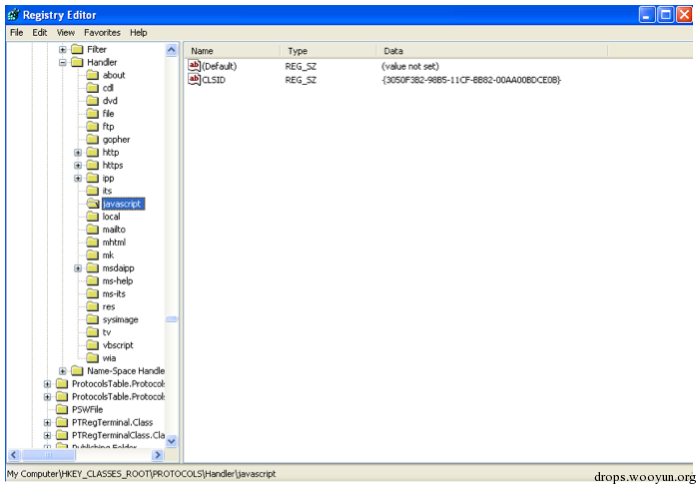 Registry Editor
File Edit View Favorites Help
Filter
Handler
about
cdl
dvd
file
ftp
gopher
http
https
ipp
its
javascript
local
mailto
mhtml
mk
msdaipp
ms-help
ms-its
res
sysimage
tv
vbscript
wia
Name-Space Handle
ProtocolsTable.Protocol
ProtocolsTable.Protocol
PSWFile
PTRegTerminal.Class
PTRegTerminalClass.Cla
Publishing Folder
Name Type Data
(Default) REG_SZ (value not set)
CLSID REG_SZ {3050F3B2-98B5-11CF-BB82-00AA00BDCE0B}
My Computer\HKEY_CLASSES_ROOT\PROTOCOLS\Handler\javascript
drops.wooyun.org